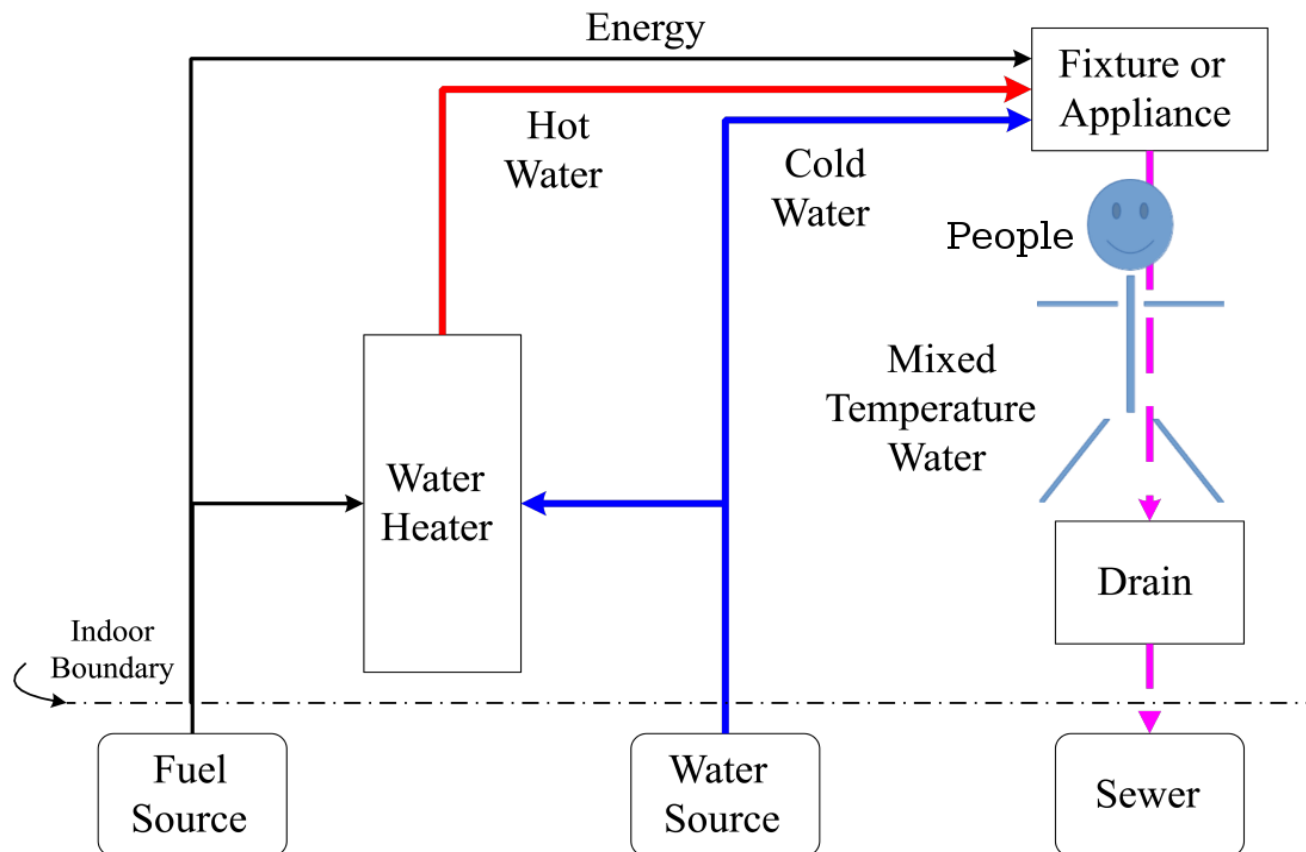 Energy
Fixture or
Appliance
Hot
Water
Cold
Water
People
Mixed
Temperature
Water
Water
Heater
Drain
Indoor
Boundary
Fuel
Source
Water
Source
Sewer